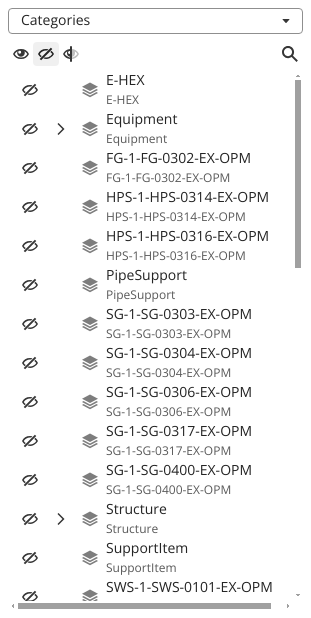 Categories
E-HEX
E-HEX
Equipment
Equipment
FG-1-FG-0302-EX-OPM
FG-1-FG-0302-EX-OPM
HPS-1-HPS-0314-EX-OPM
HPS-1-HPS-0314-EX-OPM
HPS-1-HPS-0316-EX-OPM
HPS-1-HPS-0316-EX-OPM
PipeSupport
PipeSupport
SG-1-SG-0303-EX-OPM
SG-1-SG-0303-EX-OPM
SG-1-SG-0304-EX-OPM
SG-1-SG-0304-EX-OPM
SG-1-SG-0306-EX-OPM
SG-1-SG-0306-EX-OPM
SG-1-SG-0317-EX-OPM
SG-1-SG-0317-EX-OPM
SG-1-SG-0400-EX-OPM
SG-1-SG-0400-EX-OPM
Structure
Structure
SupportItem
SupportItem
SWS-1-SWS-0101-EX-OPM